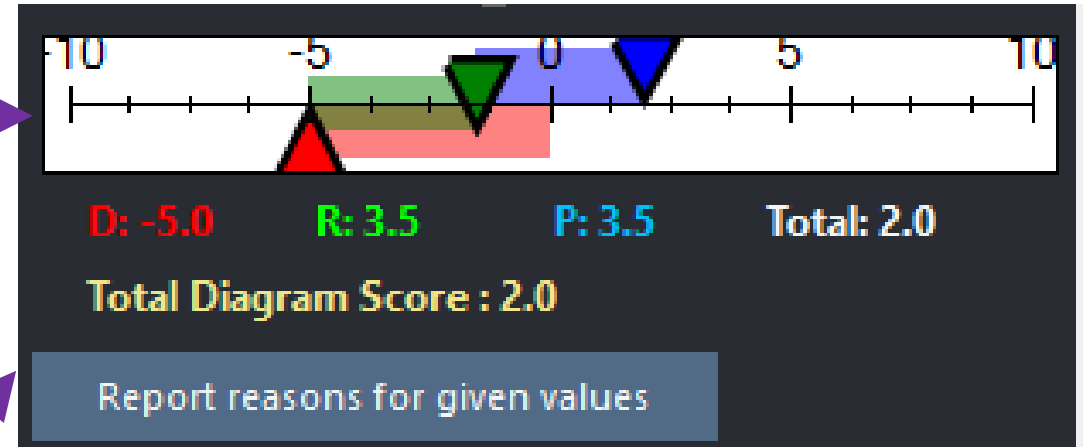 -10 -5 0 5 10
D: -5.0 R: 3.5 P: 3.5 Total: 2.0
Total Diagram Score : 2.0
Report reasons for given values